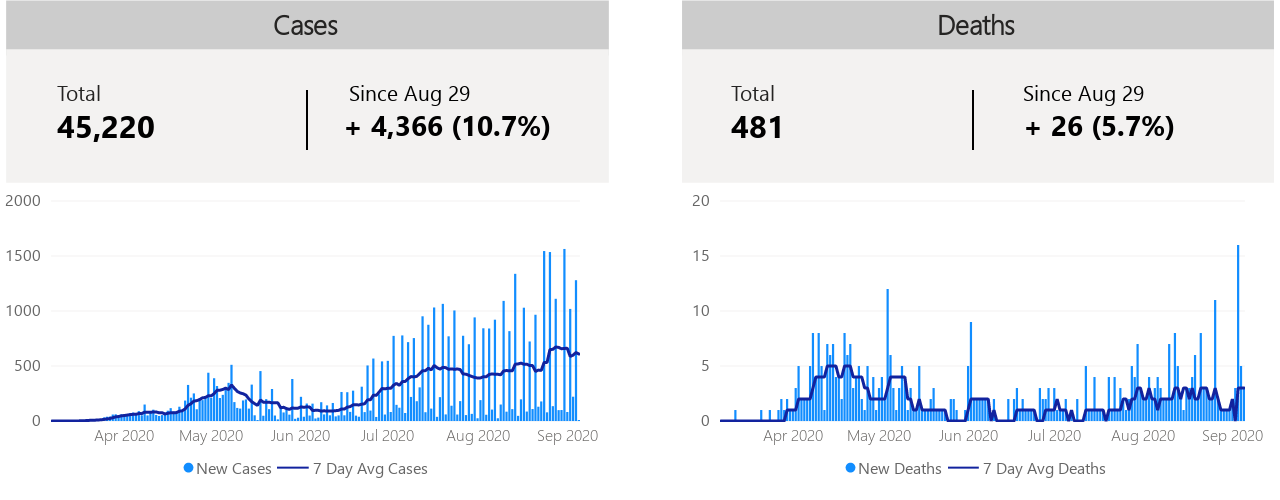 Cases
Total
Since Aug 29
45,220
+ 4,366 (10.7%)
2000
1500
1000
500
0
Apr 2020 May 2020 Jun 2020 Jul 2020 Aug 2020 Sep 2020
New Cases 7 Day Avg Cases
Deaths
Total
Since Aug 29
481
+ 26 (5.7%)
20
15
10
5
0
Apr 2020 May 2020 Jun 2020 Jul 2020 Aug 2020 Sep 2020
New Deaths 7 Day Avg Deaths